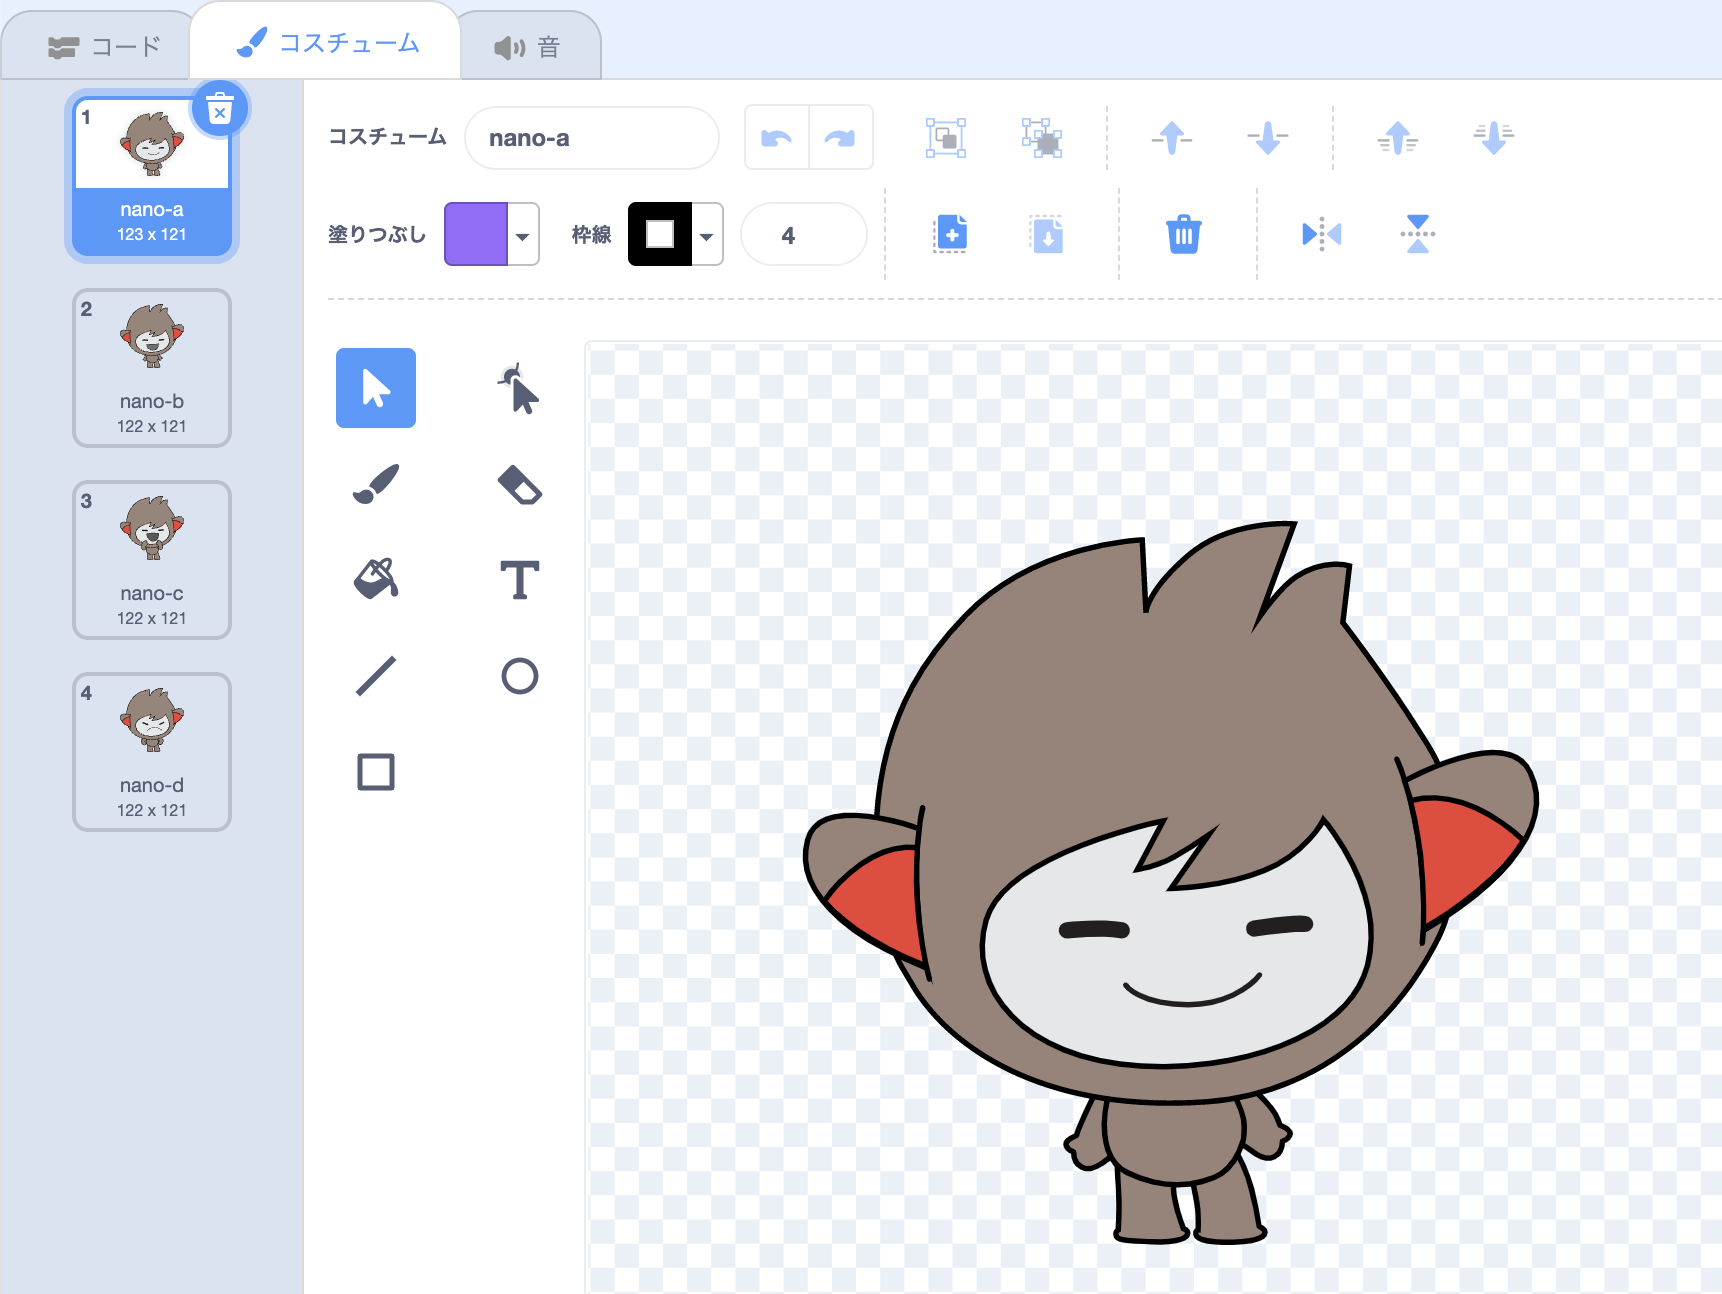 コード
コスチューム
音
1
nano-a
123 x 121
2
nano-b
122 x 121
3
nano-c
122 x 121
4
nano-d
122 x 121
コスチューム
nano-a
塗りつぶし
枠線
4
T